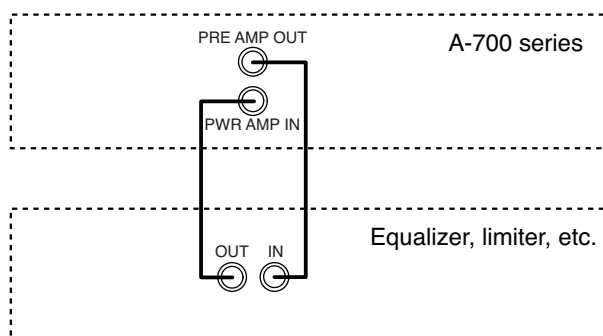 PRE AMP OUT
A-700 series
PWR AMP IN
Equalizer, limiter, etc.
OUT IN